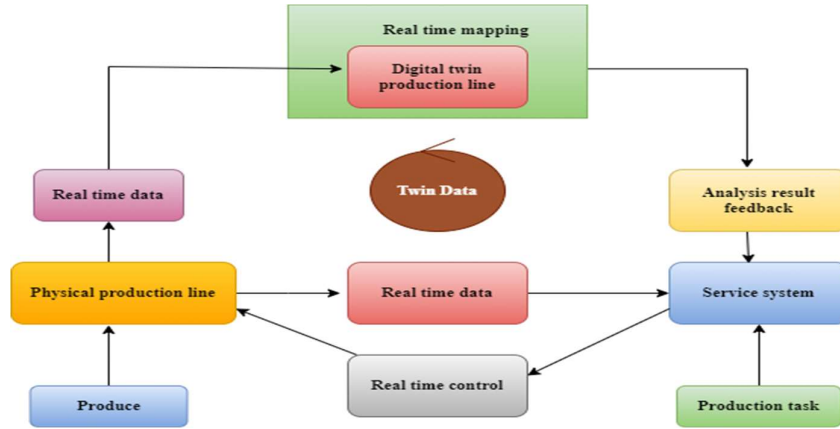 Real time mapping
Digital twin
production line
Twin Data
Real time data
Analysis result
feedback
Physical production line
Real time data
Service system
Real time control
Produce
Production task